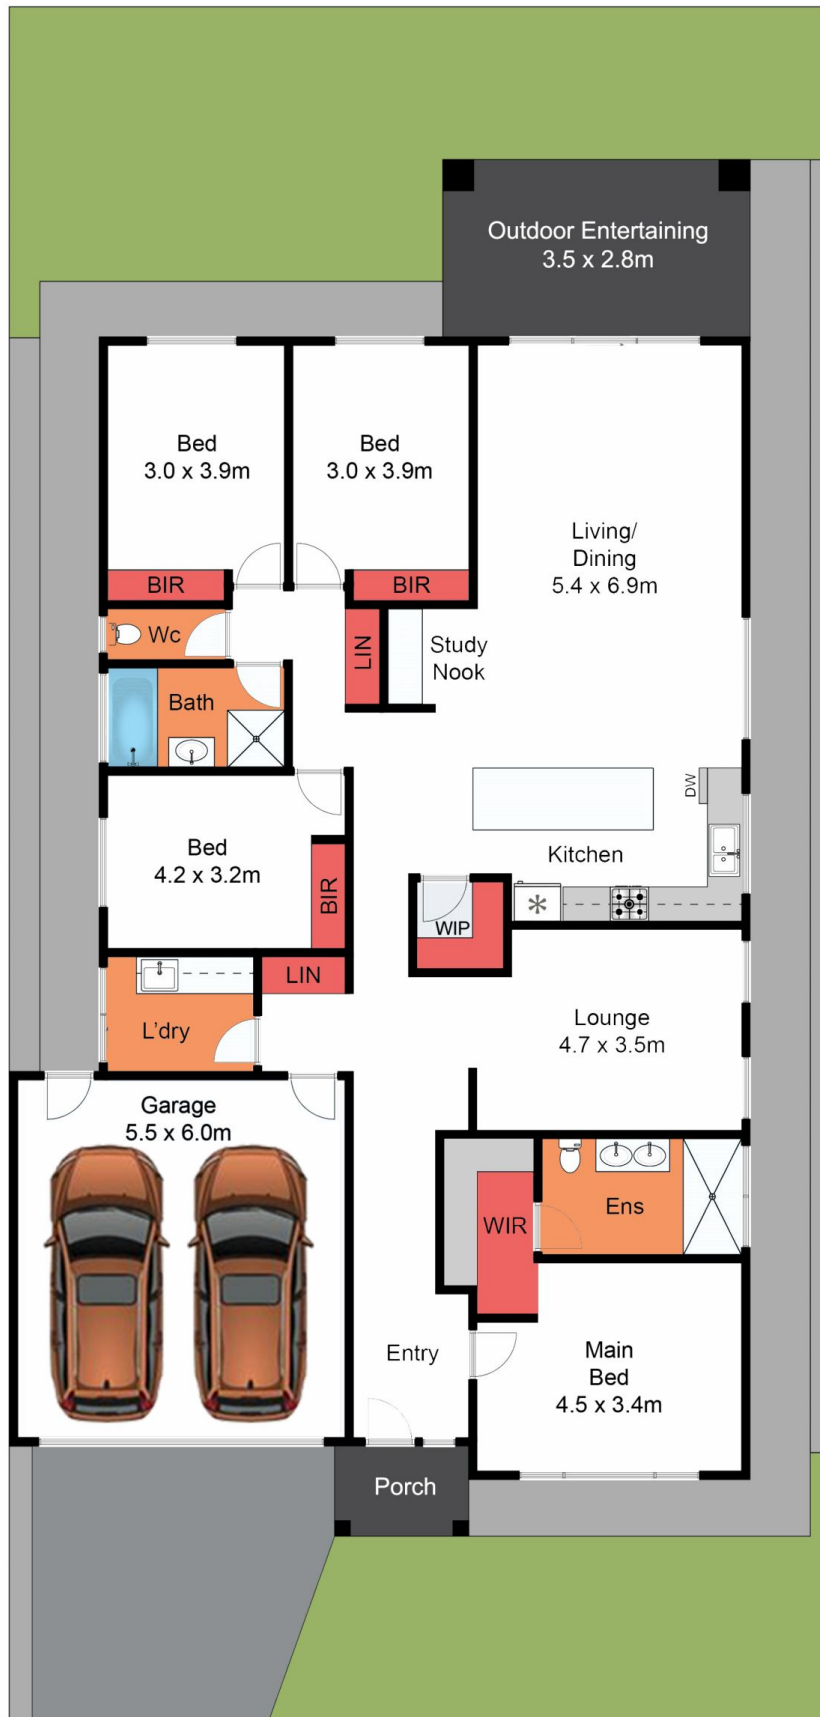 Outdoor Entertaining
3.5 x 2.8m
Bed
3.0 x 3.9m
Bed
3.0 x 3.9m
Living/
Dining
5.4 x 6.9m
BIR
BIR
Wc
LIN
Study
Nook
Bath
DW
Bed
4.2 x 3.2m
BIR
Kitchen
WIP
LIN
L'dry
Lounge
4.7 x 3.5m
Garage
5.5 x 6.0m
WIR
Ens
Entry
Main
Bed
4.5 x 3.4m
Porch